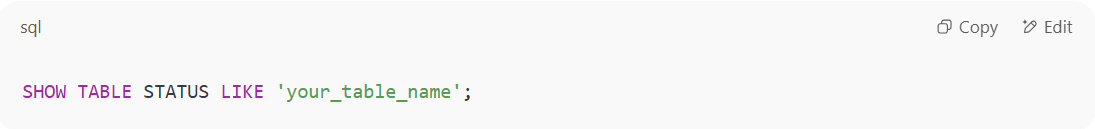 sql
Copy
Edit
SHOW TABLE STATUS LIKE 'your_table_name';